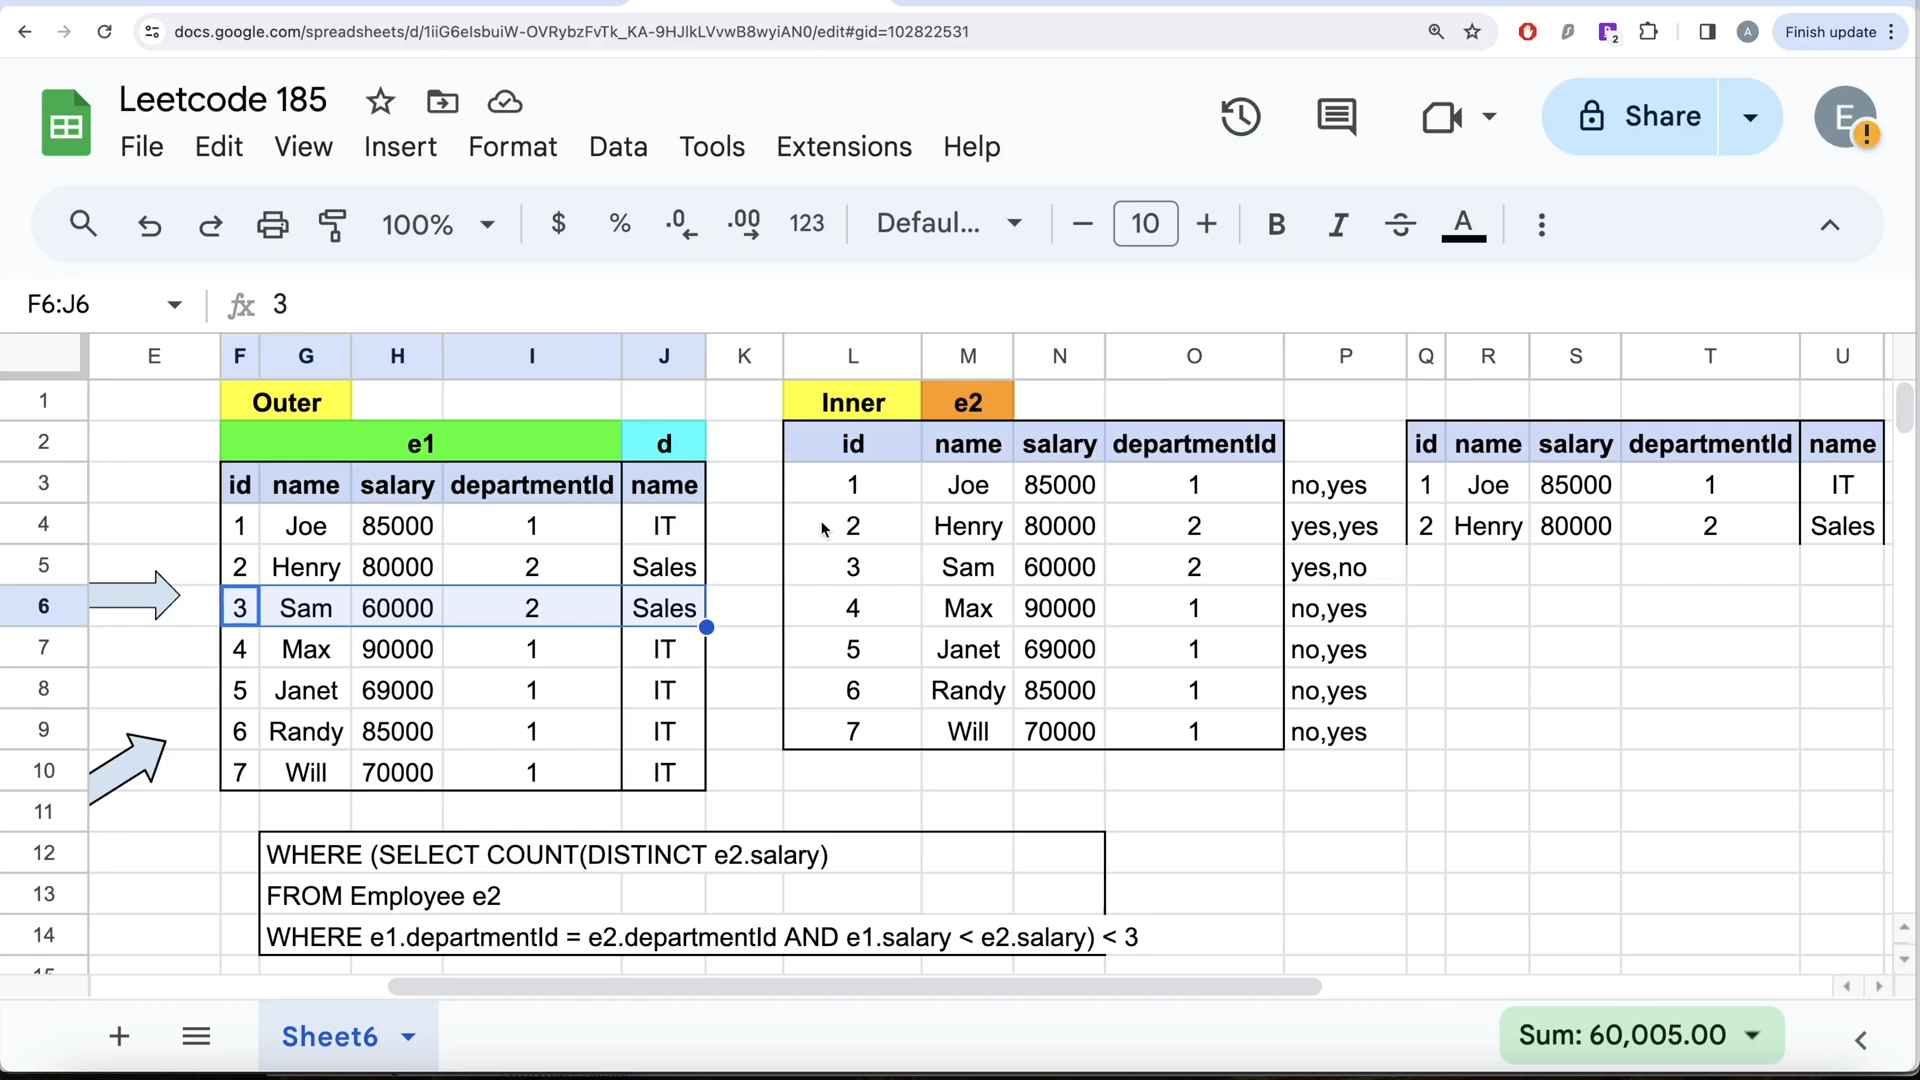 docs.google.com/spreadsheets/d/1iiG6eIsbuiW-OVRybzFvTk_KA-9HJlkLVvwB8wyiAN0/edit#gid=102822531
2
A
Finish update
Leetcode 185
File Edit View Insert Format Data Tools Extensions Help
Share
E
!
100% $ % .0 .00 123 Defaul... 10 B I S A
F6:J6 fx 3
E F G H I J K L M N O P Q R S T U
1 Outer Inner e2
2 e1 d id name salary departmentId id name salary departmentId name
3 id name salary departmentId name 1 Joe 85000 1 no,yes 1 Joe 85000 1 IT
4 1 Joe 85000 1 IT 2 Henry 80000 2 yes,yes 2 Henry 80000 2 Sales
5 2 Henry 80000 2 Sales 3 Sam 60000 2 yes,no
6 3 Sam 60000 2 Sales 4 Max 90000 1 no,yes
7 4 Max 90000 1 IT 5 Janet 69000 1 no,yes
8 5 Janet 69000 1 IT 6 Randy 85000 1 no,yes
9 6 Randy 85000 1 IT 7 Will 70000 1 no,yes
10 7 Will 70000 1 IT
11
12 WHERE (SELECT COUNT(DISTINCT e2.salary)
13 FROM Employee e2
14 WHERE e1.departmentId = e2.departmentId AND e1.salary < e2.salary) < 3
15
Sheet6
Sum: 60,005.00